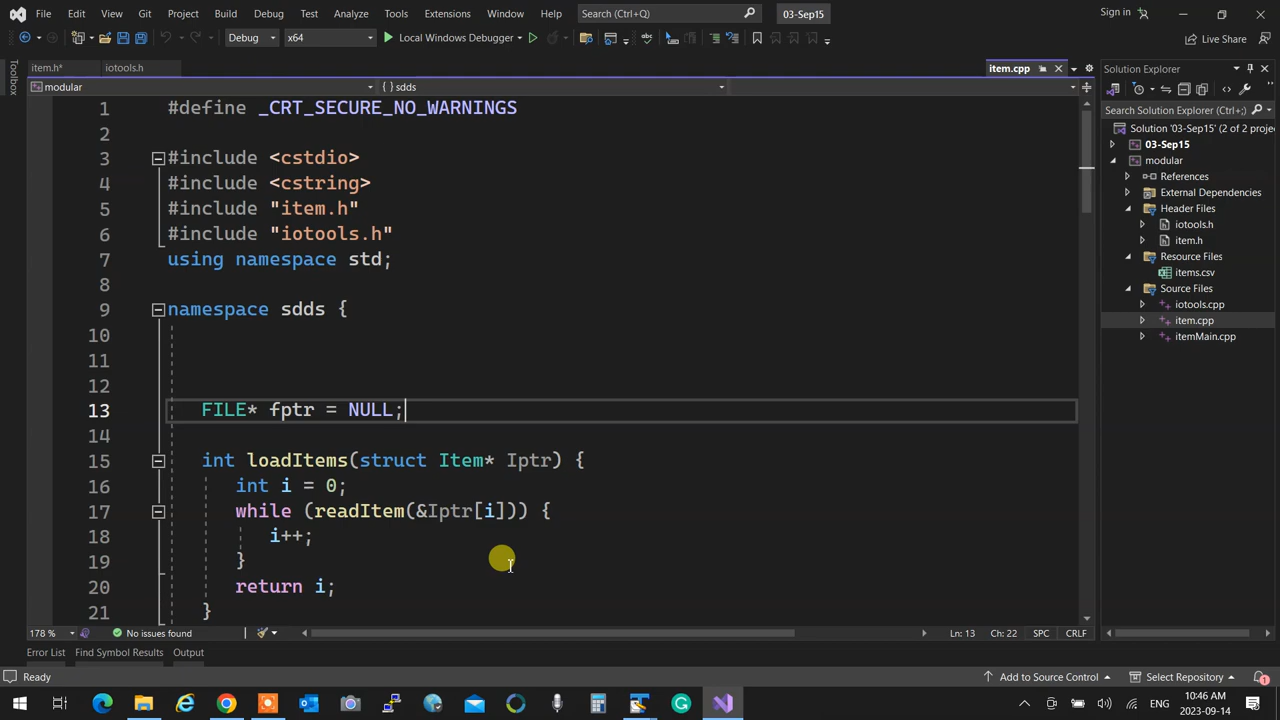 File Edit View Git Project Build Debug Test Analyze Tools Extensions Window Help Search (Ctrl+Q) 03-Sep15 Sign in
Debug x64 Local Windows Debugger Live Share
Toolbox
item.h* iotools.h item.cpp
modular {} sdds
1 #define _CRT_SECURE_NO_WARNINGS
2
3 #include <cstdio>
4 #include <cstring>
5 #include "item.h"
6 #include "iotools.h"
7 using namespace std;
8
9 namespace sdds {
10
11
12
13 FILE* fptr = NULL;
14
15 int loadItems(struct Item* Iptr) {
16 int i = 0;
17 while (readItem(&Iptr[i])) {
18 i++;
19 }
20 return i;
21 }
178 % No issues found Ln: 13 Ch: 22 SPC CRLF
Solution Explorer
Search Solution Explorer (Ctrl+;)
Solution '03-Sep15' (2 of 2 projec
03-Sep15
modular
References
External Dependencies
Header Files
iotools.h
item.h
Resource Files
items.csv
Source Files
iotools.cpp
item.cpp
itemMain.cpp
Error List Find Symbol Results Output
Ready Add to Source Control Select Repository 1
ENG 10:46 AM
2023-09-14